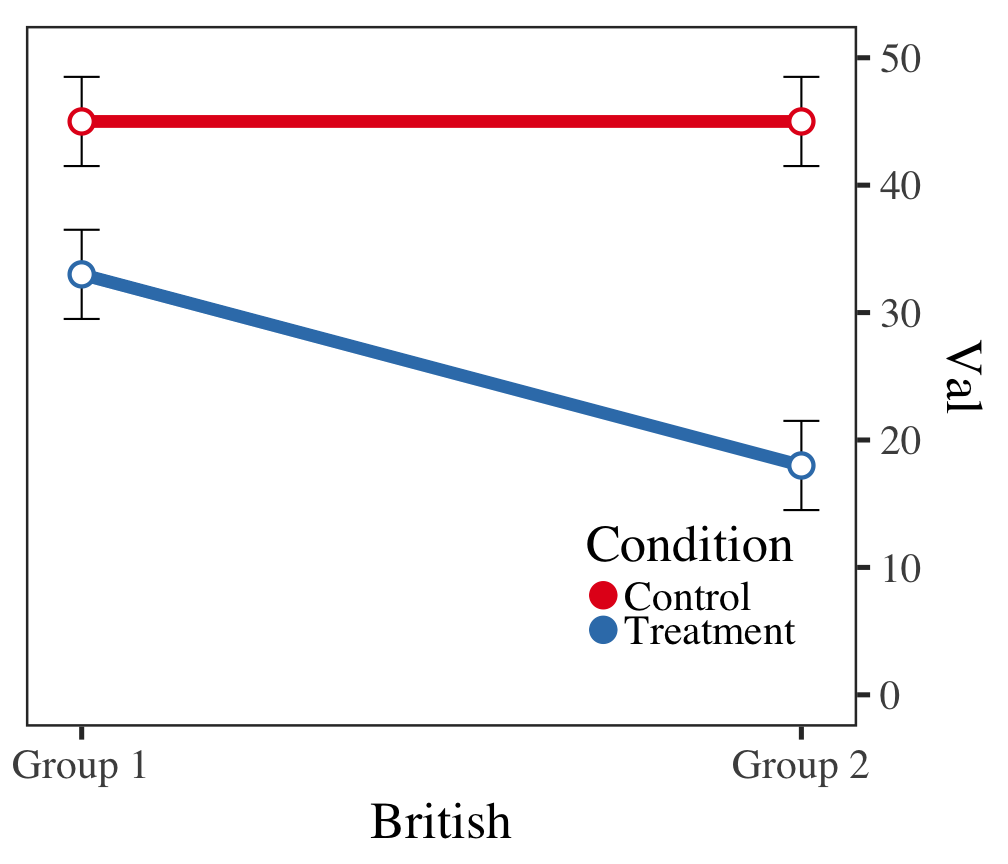 50
40
30
20
10
0
Val
Condition
Control
Treatment
Group 1
Group 2
British